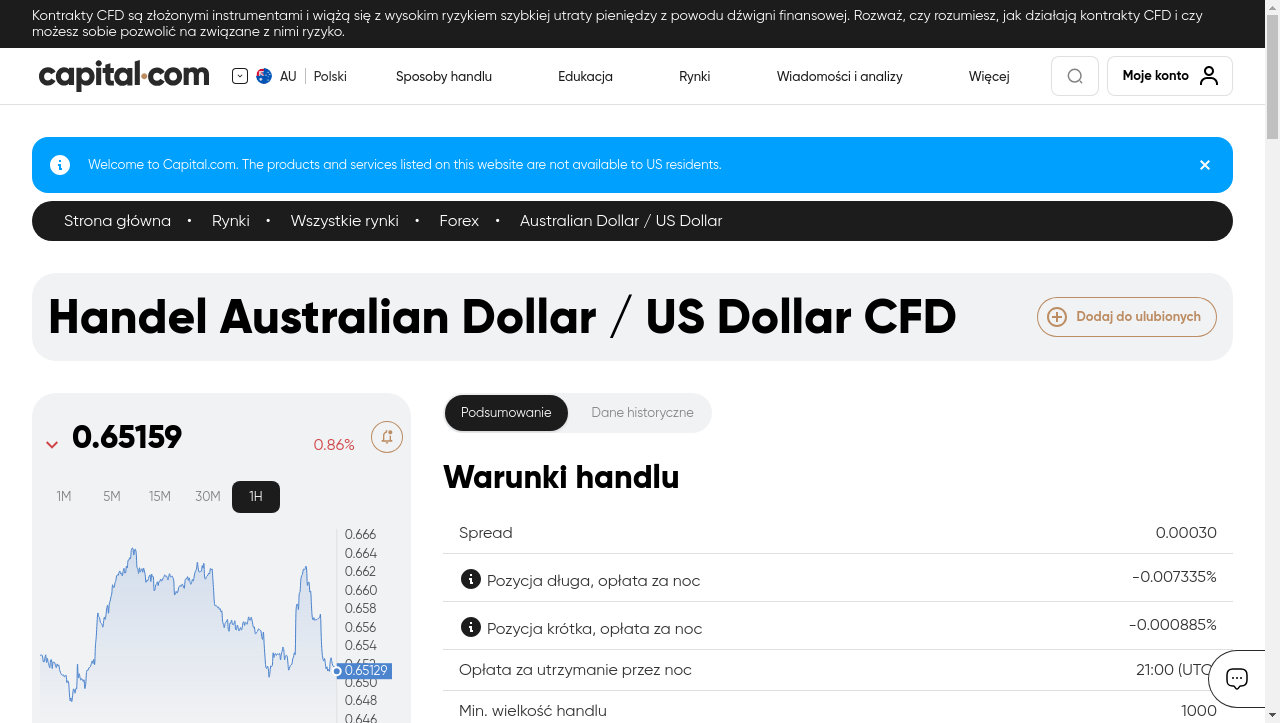 Kontrakty CFD są złożonymi instrumentami i wiążą się z wysokim ryzykiem szybkiej utraty pieniędzy z powodu dźwigni finansowej. Rozważ, czy rozumiesz, jak działają kontrakty CFD i czy
możesz sobie pozwolić na związane z nimi ryzyko.
capital.com AU Polski Sposoby handlu Edukacja Rynki Wiadomości i analizy Więcej Moje konto
Welcome to Capital.com. The products and services listed on this website are not available to US residents.
Strona główna • Rynki • Wszystkie rynki • Forex • Australian Dollar / US Dollar
Handel Australian Dollar / US Dollar CFD
Dodaj do ulubionych
0.65159 0.86%
1M 5M 15M 30M 1H
0.666
0.664
0.662
0.660
0.658
0.656
0.654
0.65129
0.650
0.648
0.646
Podsumowanie Dane historyczne
Warunki handlu
Spread 0.00030
Pozycja długa, opłata za noc -0.007335%
Pozycja krótka, opłata za noc -0.000885%
Opłata za utrzymanie przez noc 21:00 (UTC
Min. wielkość handlu 1000